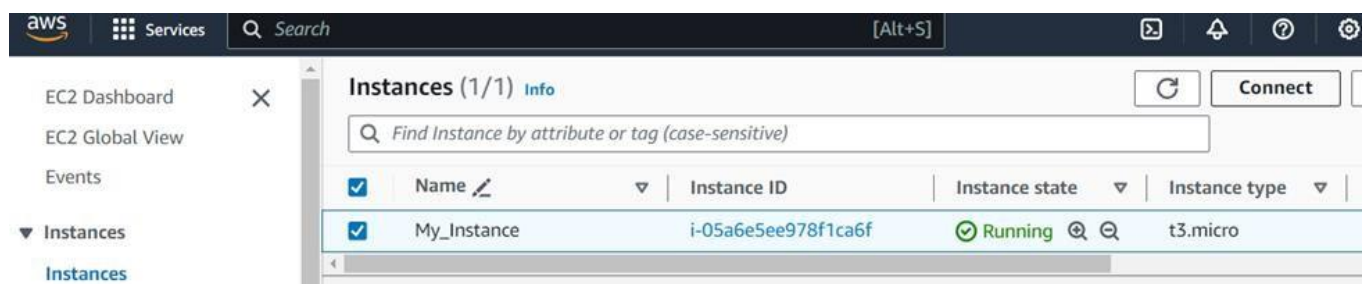 aws Services Search [Alt+S]
EC2 Dashboard
EC2 Global View
Events
Instances
Instances
Instances (1/1) Info
Connect
Find Instance by attribute or tag (case-sensitive)
Name Instance ID Instance state Instance type
My_Instance i-05a6e5ee978f1ca6f Running t3.micro